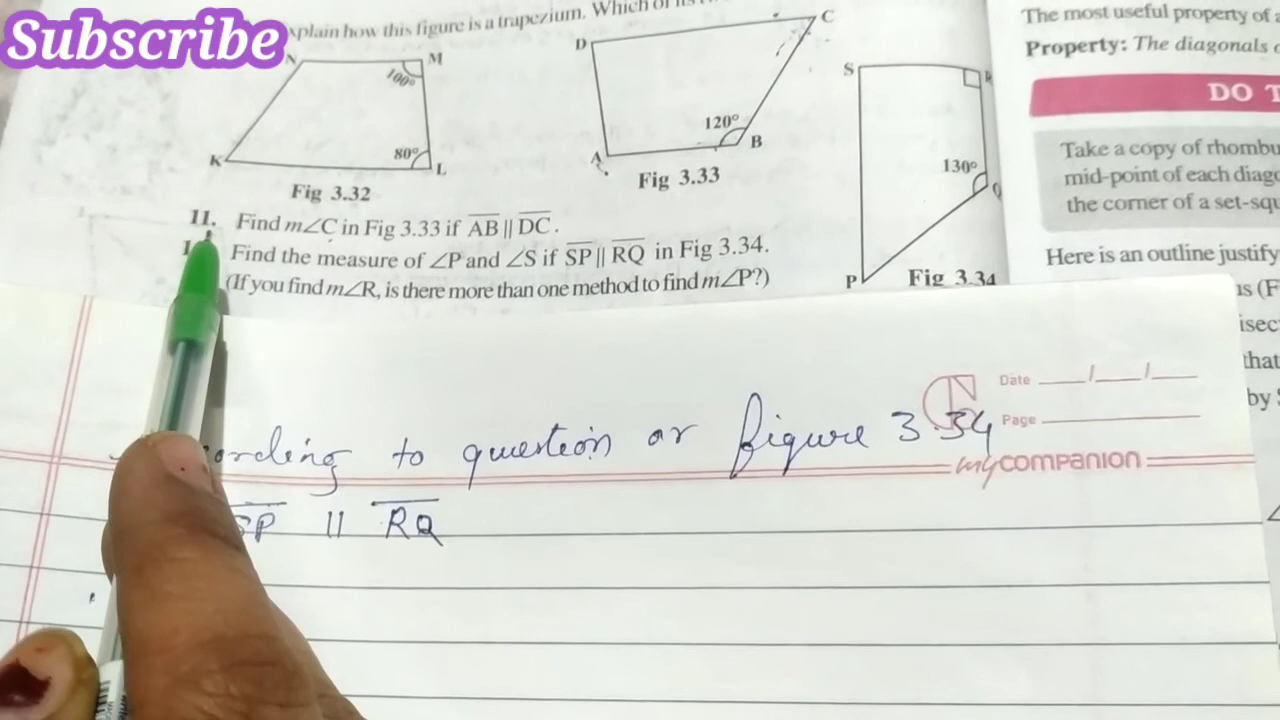 Subscribe
explain how this figure is a trapezium. Which of its
N
M
100°
80°
K
L
Fig 3.32
D
C
120°
A
B
Fig 3.33
S
130°
P
Fig 3.34
The most useful property of
Property: The diagonals
DO T
Take a copy of rhombu
mid-point of each diago
the corner of a set-squ
Here is an outline justify
11. Find m∠C in Fig 3.33 if AB || DC.
Find the measure of ∠P and ∠S if SP || RQ in Fig 3.34.
(If you find m∠R, is there more than one method to find m∠P?)
ns (F
isec
that
by
Date
Page
my companion
ording to question or figure 3.34
SP || RQ